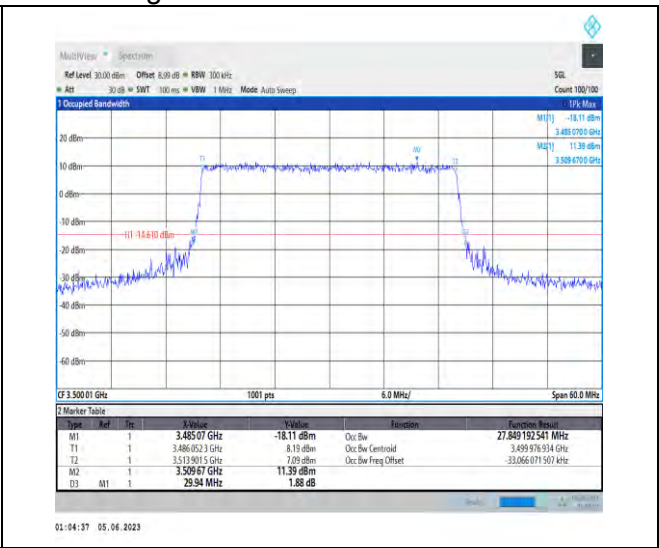 MultiView Spectrum
Ref Level 30.00 dBm Offset 8.99 dB RBW 100 kHz SGL
Att 30 dB SWT 100 ms VBW 1 MHz Mode Auto Sweep Count 100/100
1 Occupied Bandwidth 1Pk Max
M1[1] -18.11 dBm
3.485 0700 GHz
M2[1] 11.39 dBm
3.509 6700 GHz
20 dBm
10 dBm
0 dBm
-10 dBm
H1 -14.610 dBm
-20 dBm
-30 dBm
-40 dBm
-50 dBm
-60 dBm
T1
M2
T2
M1
CF 3.500 01 GHz 1001 pts 6.0 MHz/ Span 60.0 MHz
2 Marker Table
Type Ref Trc X-Value Y-Value Function Function Result
M1 1 3.485 07 GHz -18.11 dBm Occ Bw 27.849 192 541 MHz
T1 1 3.486 052 3 GHz 8.19 dBm Occ Bw Centroid 3.499 976 934 GHz
T2 1 3.513 901 5 GHz 7.09 dBm Occ Bw Freq Offset -33.066 071 507 kHz
M2 1 3.509 67 GHz 11.39 dBm
D3 M1 1 29.94 MHz 1.88 dB
01:04:37 05.06.2023